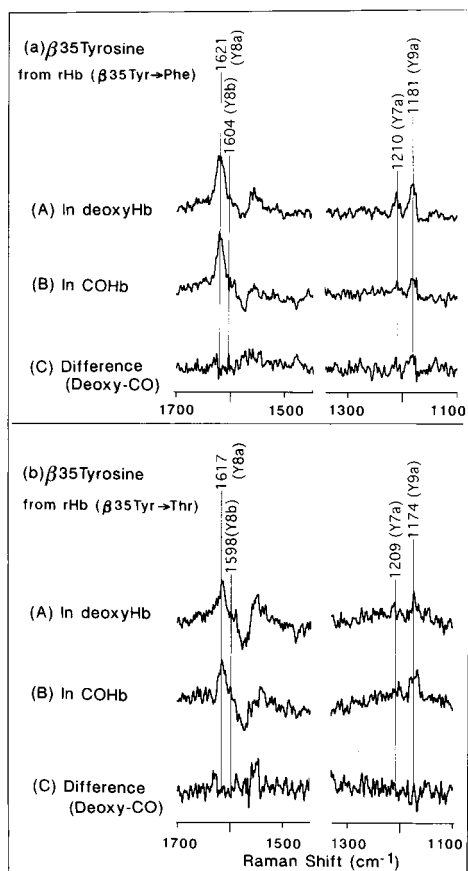 (a)β35Tyrosine
from rHb (β35Tyr→Phe)
1621
(Y8a)
1604 (Y8b)
1210 (Y7a)
1181 (Y9a)
(A) In deoxyHb
(B) In COHb
(C) Difference
(Deoxy-CO)
1700 1500 1300 1100
(b)β35Tyrosine
from rHb (β35Tyr→Thr)
1617
(Y8a)
1598(Y8b)
1209 (Y7a)
1174 (Y9a)
(A) In deoxyHb
(B) In COHb
(C) Difference
(Deoxy-CO)
1700 1500 1300 1100
Raman Shift (cm⁻¹)